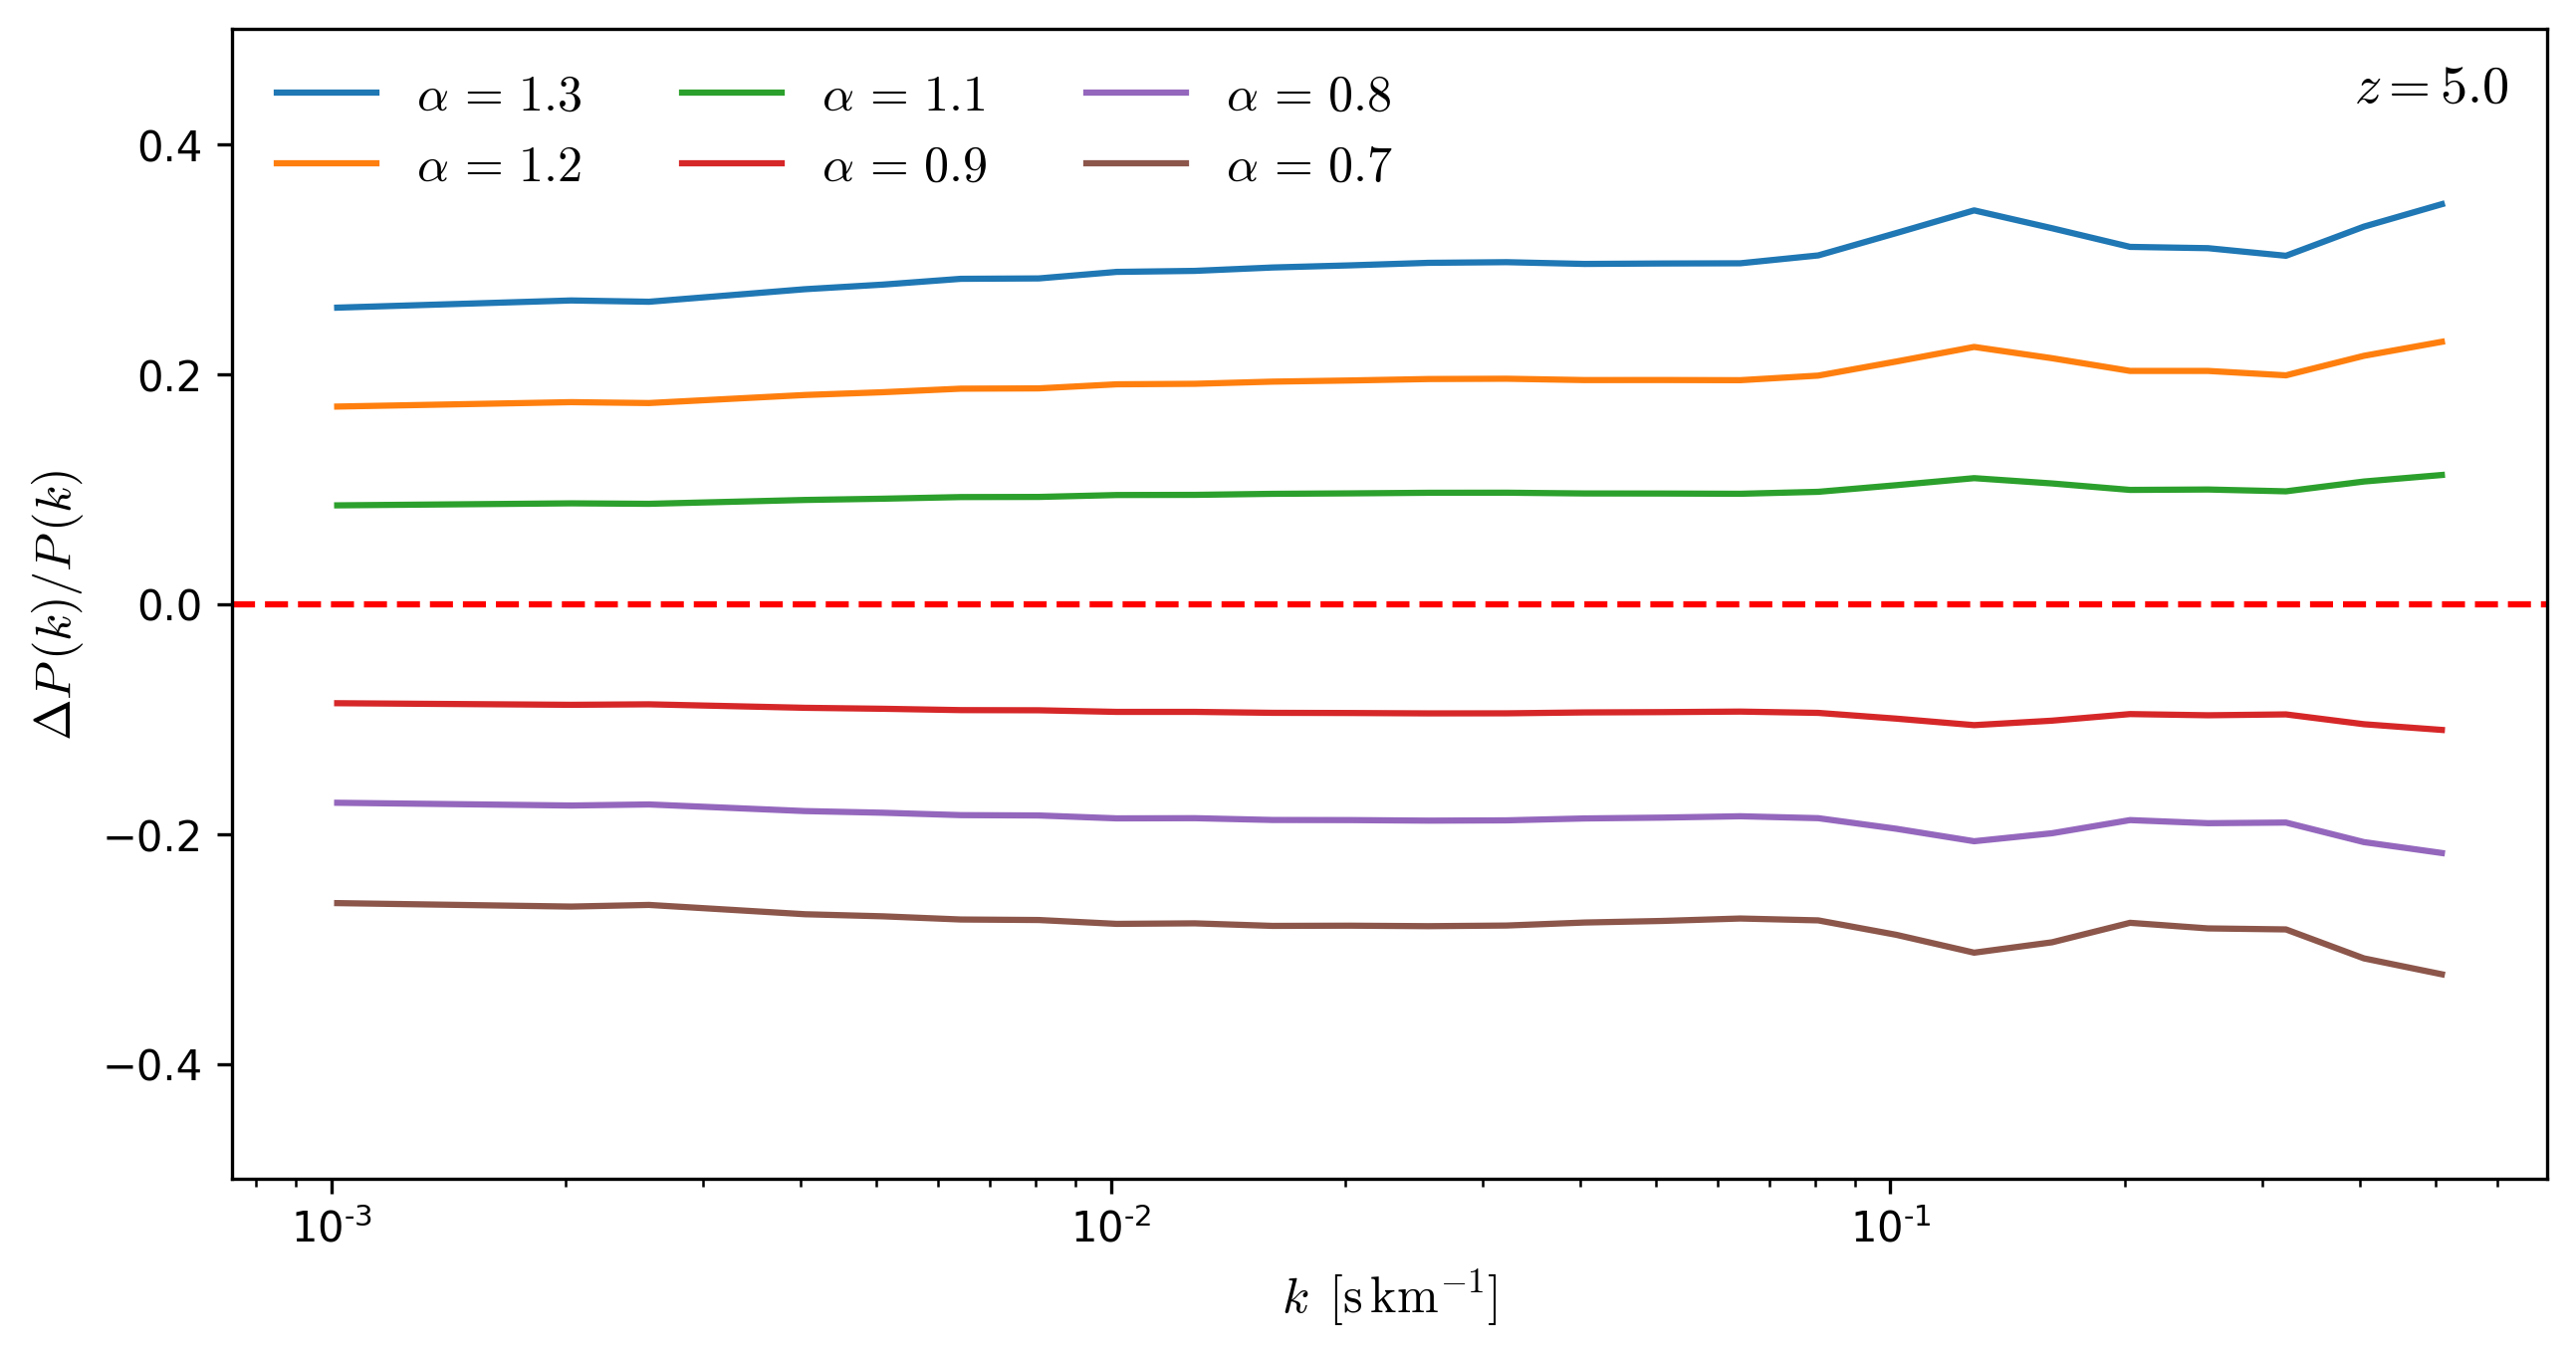 α = 1.3 α = 1.1 α = 0.8 z = 5.0
α = 1.2 α = 0.9 α = 0.7
0.4
0.2
0.0
−0.2
−0.4
ΔP(k)/P(k)
10⁻³ 10⁻² 10⁻¹
k [s km⁻¹]